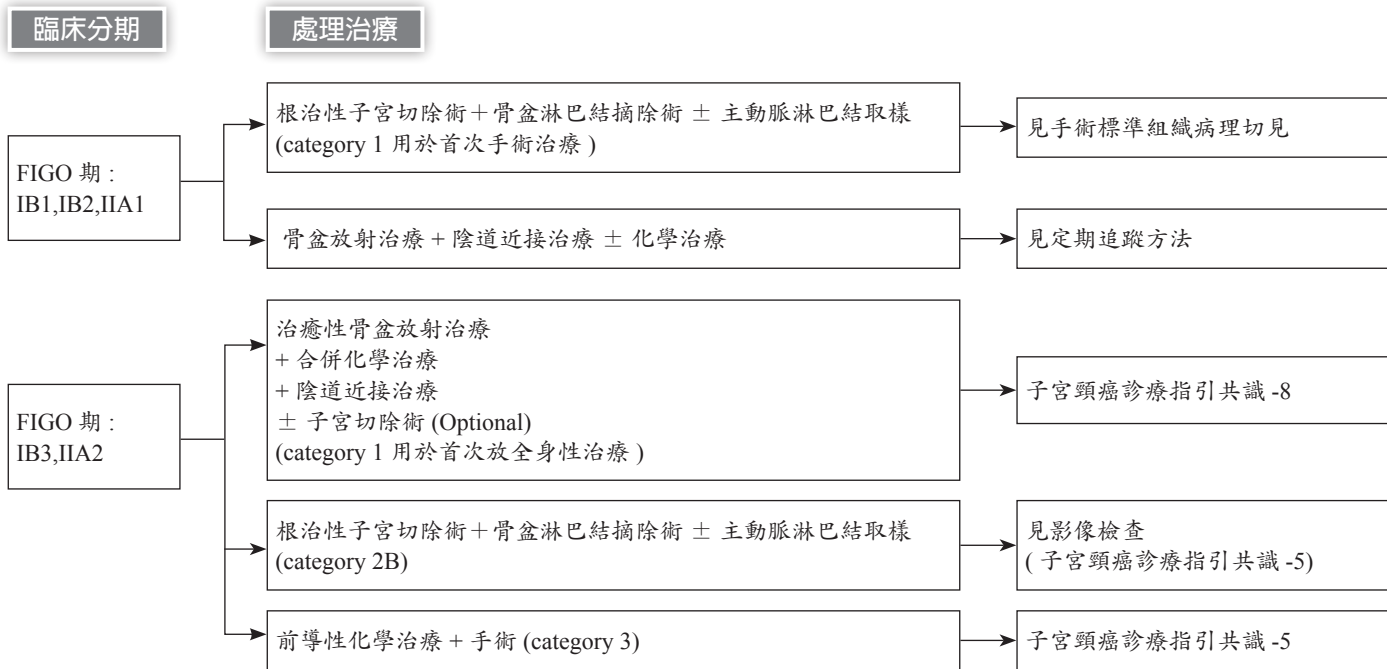 臨床分期
處理治療
FIGO 期 :
IB1,IB2,IIA1
根治性子宮切除術＋骨盆淋巴結摘除術 ± 主動脈淋巴結取樣
(category 1 用於首次手術治療 )
見手術標準組織病理切見
骨盆放射治療 + 陰道近接治療 ± 化學治療
見定期追蹤方法
FIGO 期 :
IB3,IIA2
治癒性骨盆放射治療
+ 合併化學治療
+ 陰道近接治療
± 子宮切除術 (Optional)
(category 1 用於首次放全身性治療 )
子宮頸癌診療指引共識 -8
根治性子宮切除術＋骨盆淋巴結摘除術 ± 主動脈淋巴結取樣
(category 2B)
見影像檢查
( 子宮頸癌診療指引共識 -5)
前導性化學治療 + 手術 (category 3)
子宮頸癌診療指引共識 -5